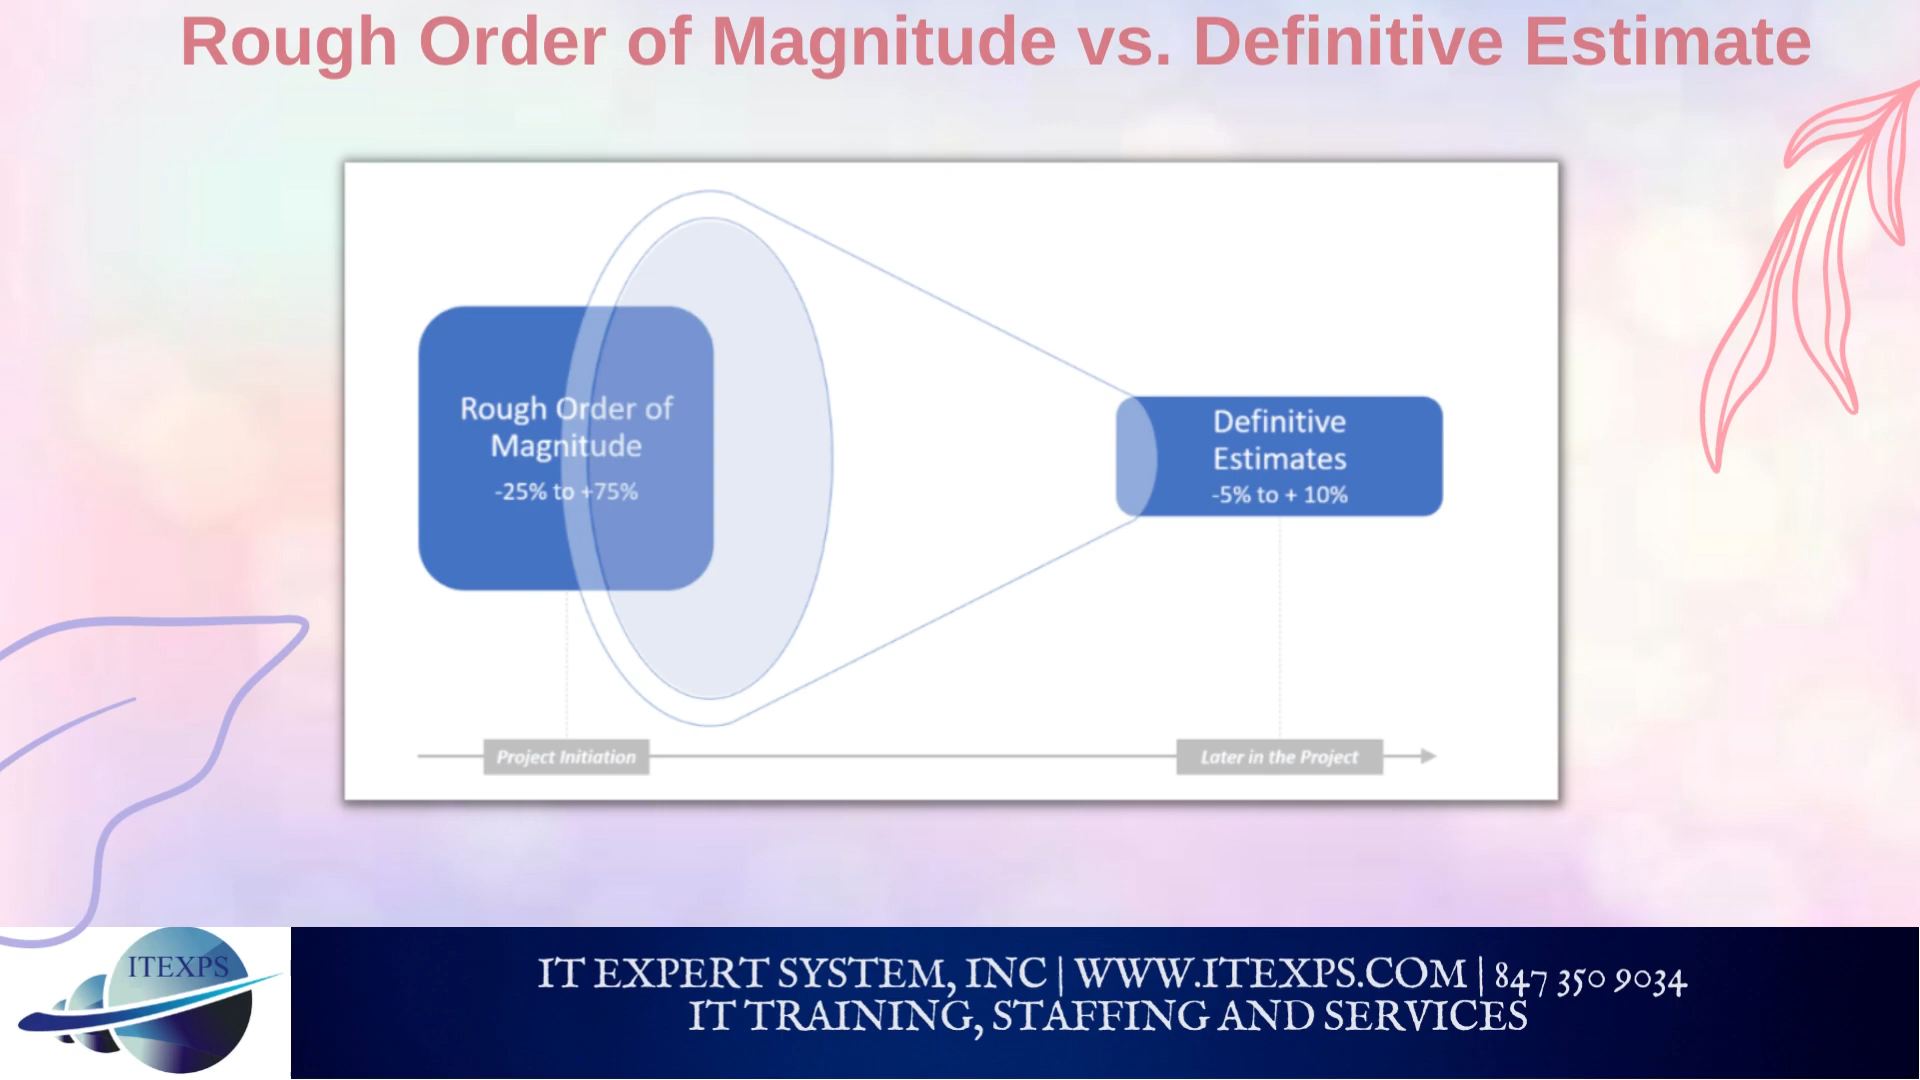 Rough Order of Magnitude vs. Definitive Estimate
Rough Order of
Magnitude
-25% to +75%
Definitive
Estimates
-5% to + 10%
Project Initiation
Later in the Project
ITEXPS
IT EXPERT SYSTEM, INC | WWW.ITEXPS.COM | 847 350 9034
IT TRAINING, STAFFING AND SERVICES